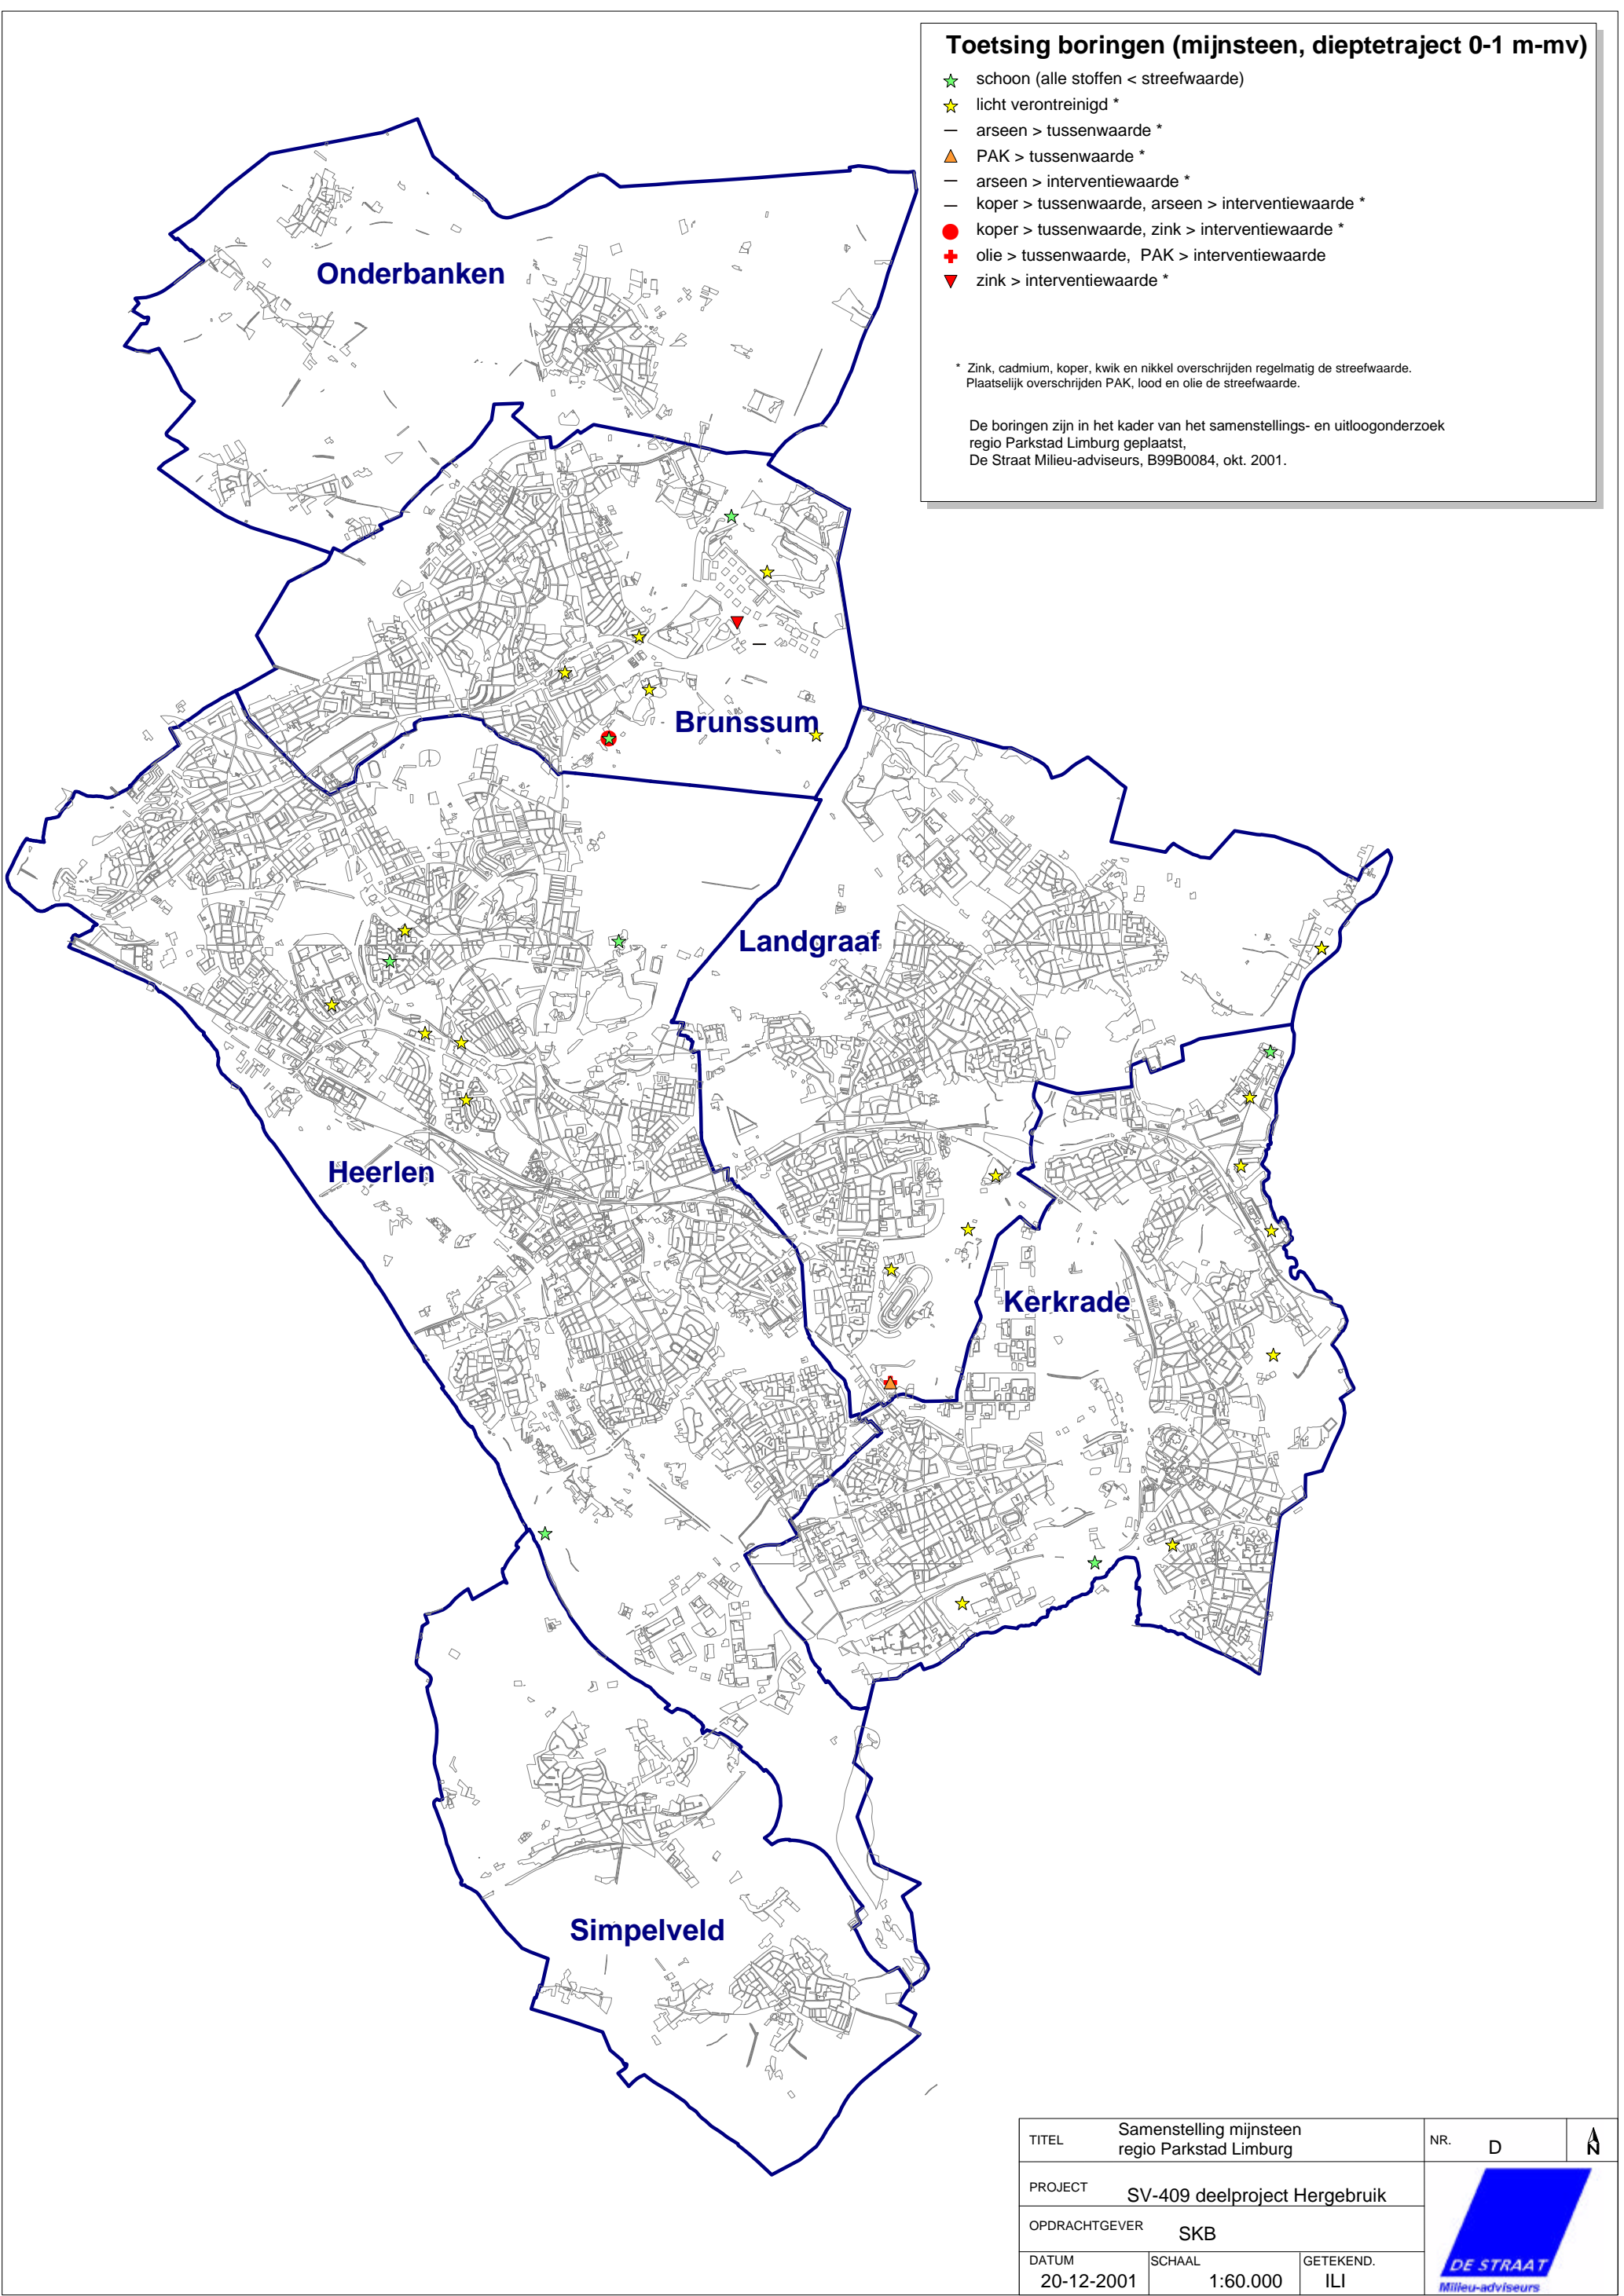 Toetsing boringen (mijnsteen, dieptetraject 0-1 m-mv)
schoon (alle stoffen < streefwaarde)
licht verontreinigd *
arseen > tussenwaarde *
PAK > tussenwaarde *
arseen > interventiewaarde *
koper > tussenwaarde, arseen > interventiewaarde *
koper > tussenwaarde, zink > interventiewaarde *
olie > tussenwaarde, PAK > interventiewaarde
zink > interventiewaarde *
* Zink, cadmium, koper, kwik en nikkel overschrijden regelmatig de streefwaarde.
Plaatselijk overschrijden PAK, lood en olie de streefwaarde.
De boringen zijn in het kader van het samenstellings- en uitloogonderzoek
regio Parkstad Limburg geplaatst,
De Straat Milieu-adviseurs, B99B0084, okt. 2001.
Onderbanken
Brunssum
Landgraaf
Heerlen
Kerkrade
Simpelveld
TITEL Samenstelling mijnsteen
regio Parkstad Limburg
NR. D
N
PROJECT SV-409 deelproject Hergebruik
OPDRACHTGEVER SKB
DATUM SCHAAL GETEKEND.
20-12-2001 1:60.000 ILI
DE STRAAT
Milieu-adviseurs